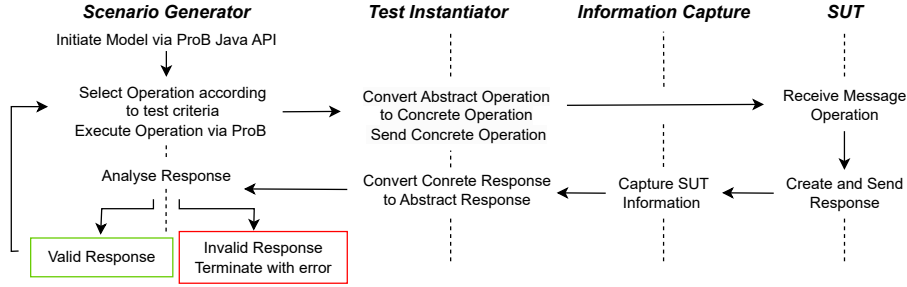 Scenario Generator
Test Instantiator
Information Capture
SUT
Initiate Model via ProB Java API
Select Operation according
to test criteria
Execute Operation via ProB
Convert Abstract Operation
to Concrete Operation
Send Concrete Operation
Receive Message
Operation
Analyse Response
Convert Conrete Response
to Abstract Response
Capture SUT
Information
Create and Send
Response
Valid Response
Invalid Response
Terminate with error